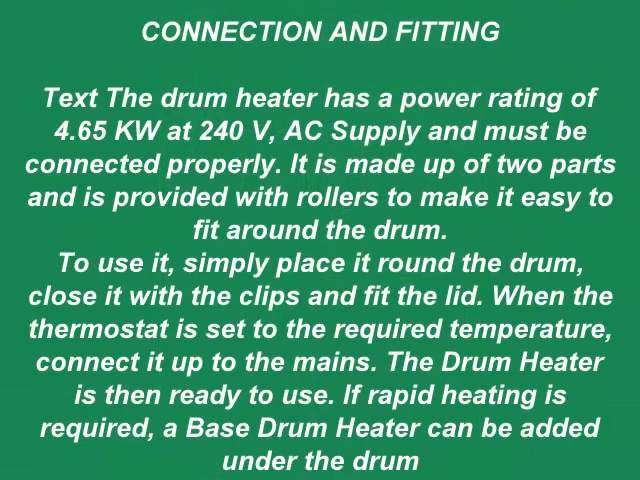 CONNECTION AND FITTING
Text The drum heater has a power rating of
4.65 KW at 240 V, AC Supply and must be
connected properly. It is made up of two parts
and is provided with rollers to make it easy to
fit around the drum.
To use it, simply place it round the drum,
close it with the clips and fit the lid. When the
thermostat is set to the required temperature,
connect it up to the mains. The Drum Heater
is then ready to use. If rapid heating is
required, a Base Drum Heater can be added
under the drum